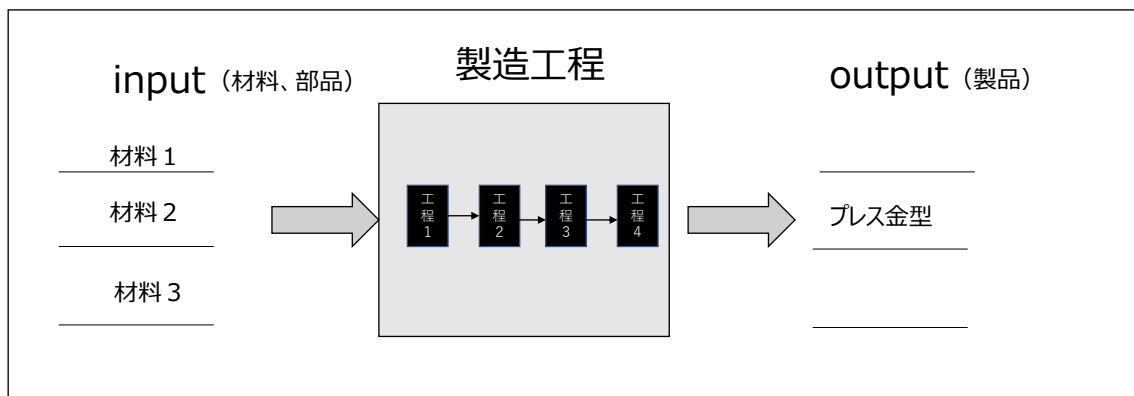 input（材料、部品）
製造工程
output（製品）
材料１
材料２
材料３
工程1
工程2
工程3
工程4
プレス金型